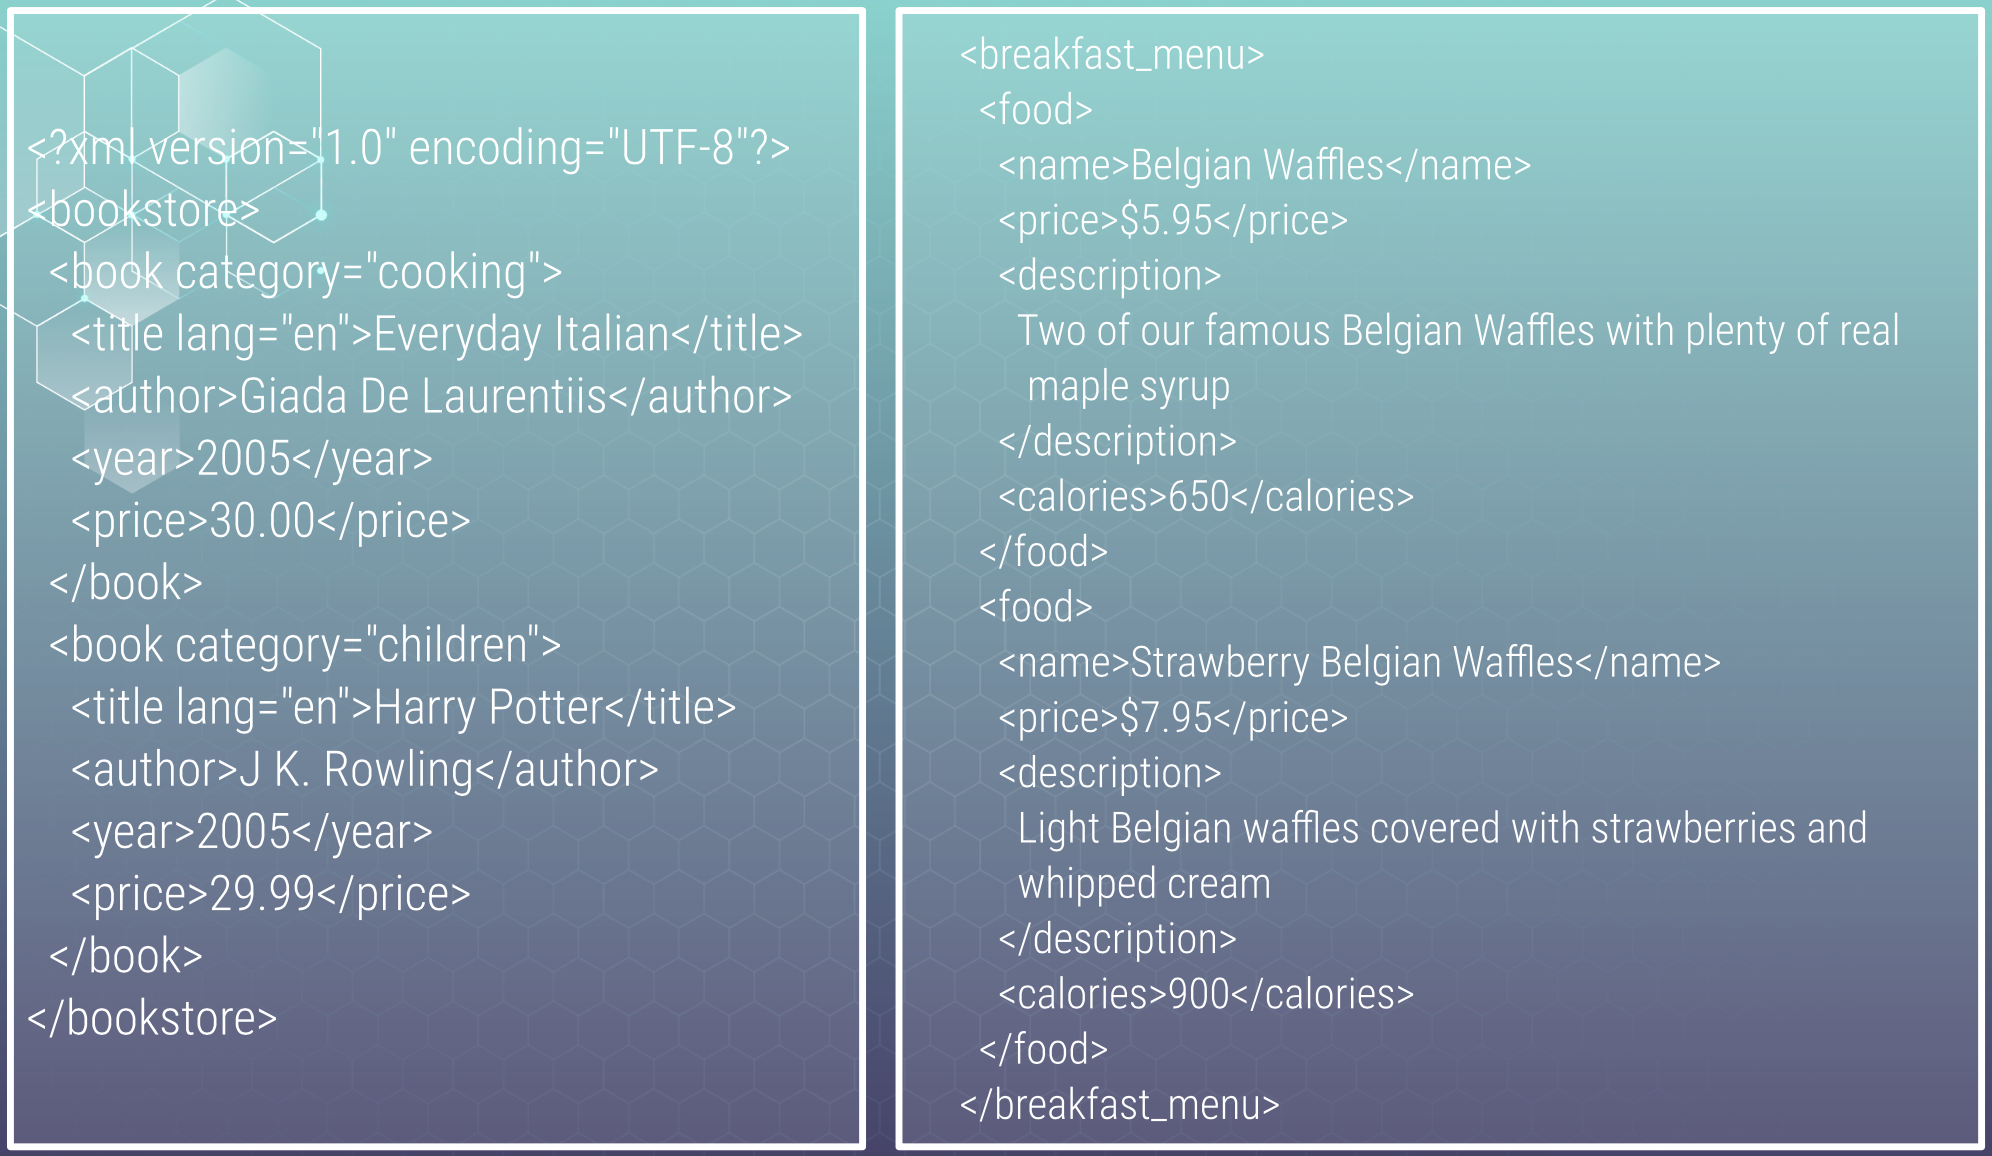 <?xml version="1.0" encoding="UTF-8"?>
<bookstore>
<book category="cooking">
<title lang="en">Everyday Italian</title>
<author>Giada De Laurentiis</author>
<year>2005</year>
<price>30.00</price>
</book>
<book category="children">
<title lang="en">Harry Potter</title>
<author>J K. Rowling</author>
<year>2005</year>
<price>29.99</price>
</book>
</bookstore>
<breakfast_menu>
<food>
<name>Belgian Waffles</name>
<price>$5.95</price>
<description>
Two of our famous Belgian Waffles with plenty of real
maple syrup
</description>
<calories>650</calories>
</food>
<food>
<name>Strawberry Belgian Waffles</name>
<price>$7.95</price>
<description>
Light Belgian waffles covered with strawberries and
whipped cream
</description>
<calories>900</calories>
</food>
</breakfast_menu>